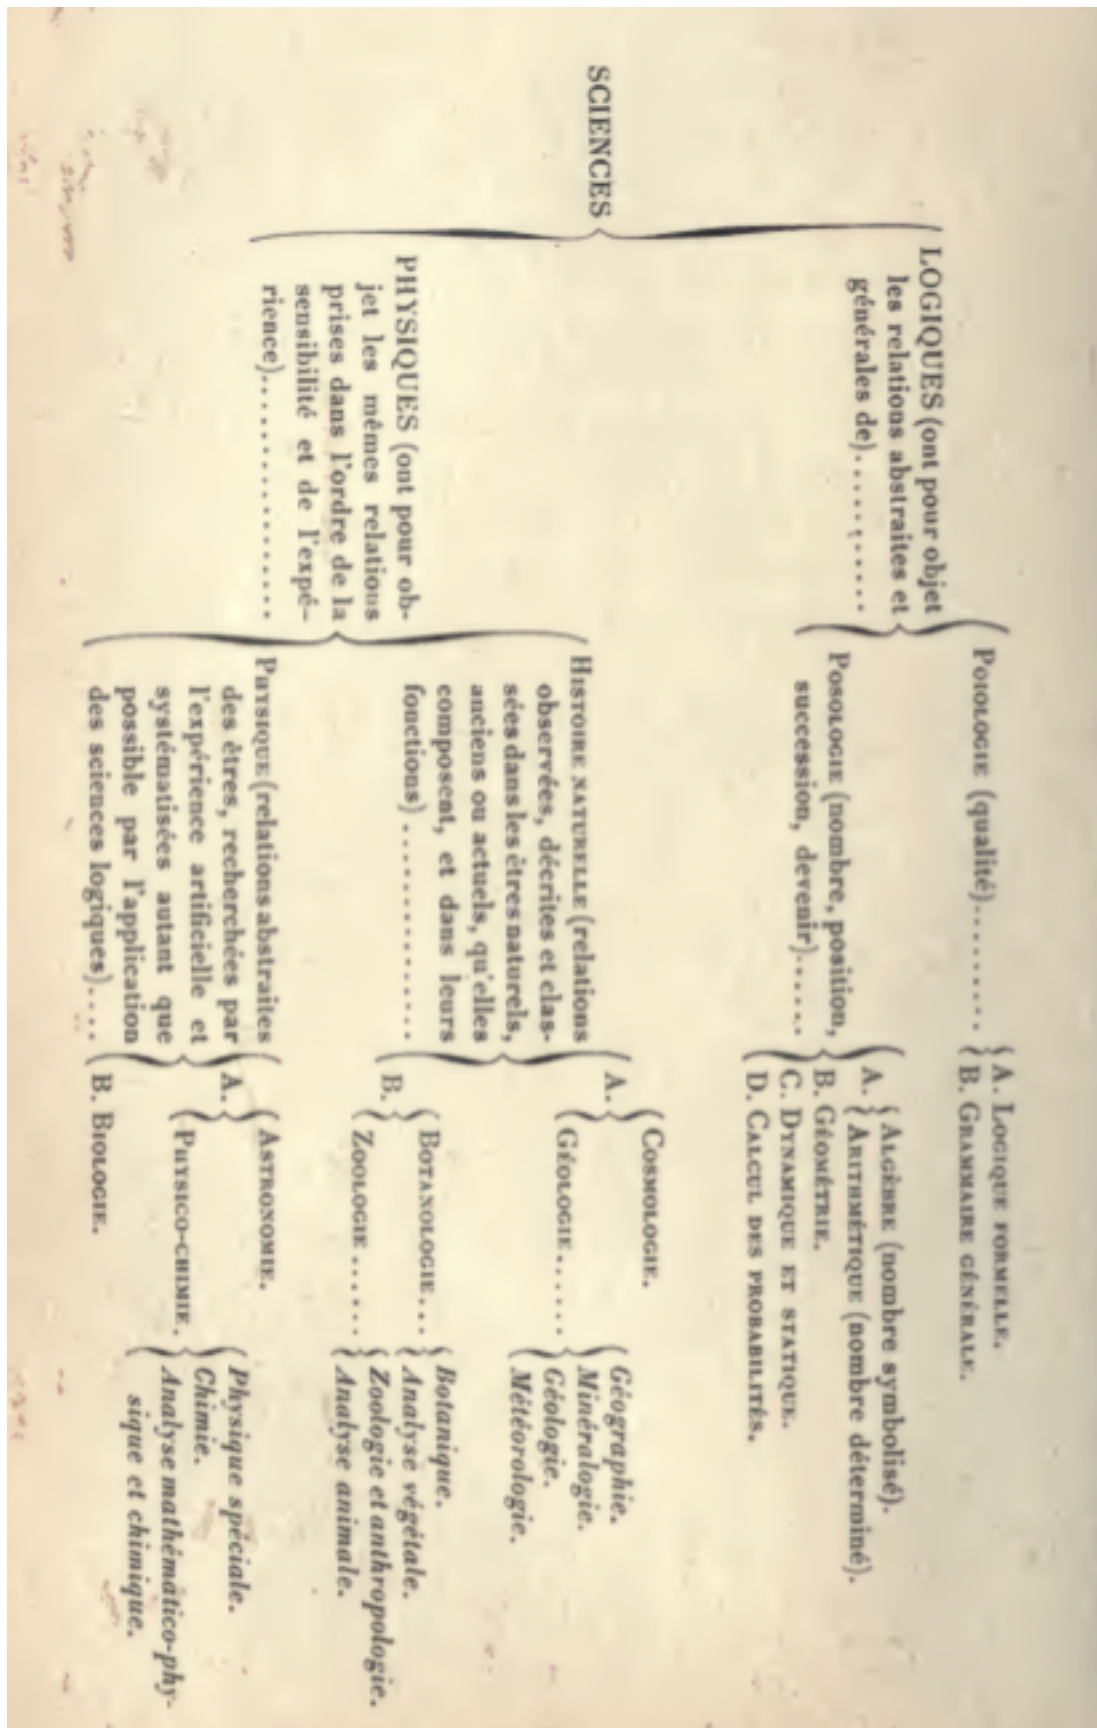 SCIENCES
LOGIQUES (ont pour objet
les relations abstraites et
générales de)...........
POIOLOGIE (qualité).........
A. LOGIQUE FORMELLE.
B. GRAMMAIRE GÉNÉRALE.
POSOLOGIE (nombre, position,
succession, devenir)......
A.
ALGÈBRE (nombre symbolisé).
ARITHMÉTIQUE (nombre déterminé).
B. GÉOMÉTRIE.
C. DYNAMIQUE ET STATIQUE.
D. CALCUL DES PROBABILITÉS.
PHYSIQUES (ont pour ob-
jet les mêmes relations
prises dans l'ordre de la
sensibilité et de l'expé-
rience)................
HISTOIRE NATURELLE (relations
observées, décrites et clas-
sées dans les êtres naturels,
anciens ou actuels, qu'elles
composent, et dans leurs
fonctions) .............
A.
COSMOLOGIE.
GÉOLOGIE......
Géographie.
Minéralogie.
Géologie.
Météorologie.
B.
BOTANOLOGIE...
Botanique.
Analyse végétale.
ZOOLOGIE ......
Zoologie et anthropologie.
Analyse animale.
PHYSIQUE (relations abstraites
des êtres, recherchées par
l'expérience artificielle et
systématisées autant que
possible par l'application
des sciences logiques)....
A.
ASTRONOMIE.
PHYSICO-CHIMIE.
Physique spéciale.
Chimie.
Analyse mathématico-phy-
sique et chimique.
B. BIOLOGIE.